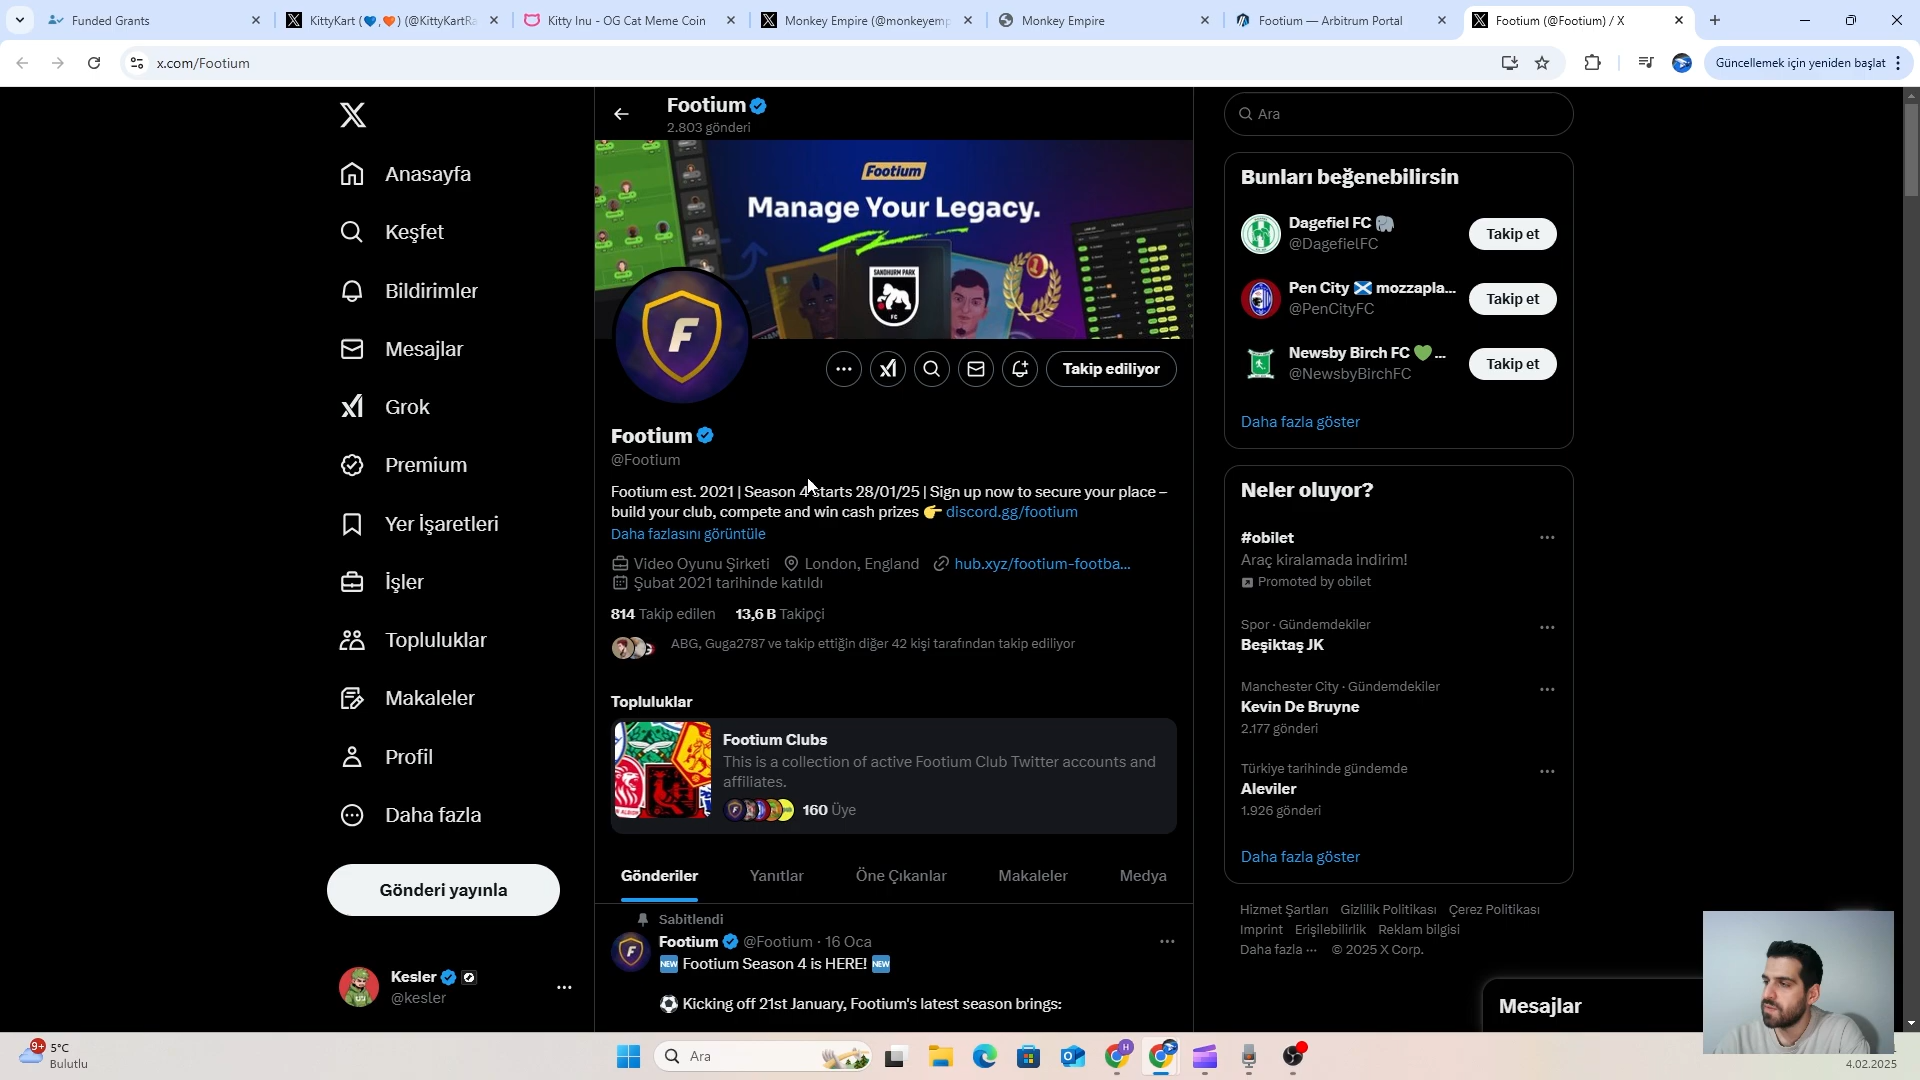 Funded Grants
KittyKart (💙,🧡) (@KittyKartRa
Kitty Inu - OG Cat Meme Coin
Monkey Empire (@monkeyemp
Monkey Empire
Footium — Arbitrum Portal
Footium (@Footium) / X
x.com/Footium
Güncellemek için yeniden başlat
Anasayfa
Keşfet
Bildirimler
Mesajlar
Grok
Premium
Yer İşaretleri
İşler
Topluluklar
Makaleler
Profil
Daha fazla
Gönderi yayınla
Kesler
@kesler
Footium
2.803 gönderi
Footium
Manage Your Legacy.
SANDHURM PARK
FC
1
F
Takip ediliyor
Footium
@Footium
Footium est. 2021 | Season 4 starts 28/01/25 | Sign up now to secure your place –
build your club, compete and win cash prizes 👉 discord.gg/footium
Daha fazlasını görüntüle
Video Oyunu Şirketi London, England hub.xyz/footium-footba...
Şubat 2021 tarihinde katıldı
814 Takip edilen 13,6 B Takipçi
ABG, Guga2787 ve takip ettiğin diğer 42 kişi tarafından takip ediliyor
Topluluklar
Footium Clubs
This is a collection of active Footium Club Twitter accounts and
affiliates.
160 Üye
Gönderiler
Yanıtlar
Öne Çıkanlar
Makaleler
Medya
Sabitlendi
Footium @Footium · 16 Oca
🆕 Footium Season 4 is HERE! 🆕
⚽ Kicking off 21st January, Footium's latest season brings:
Ara
Bunları beğenebilirsin
Dagefiel FC 🐘
@DagefielFC
Takip et
Pen City 🏴󠁧󠁢󠁳󠁣󠁴󠁿 mozzapla...
@PenCityFC
Takip et
Newsby Birch FC 💚...
@NewsbyBirchFC
Takip et
Daha fazla göster
Neler oluyor?
#obilet
Araç kiralamada indirim!
Promoted by obilet
Spor · Gündemdekiler
Beşiktaş JK
Manchester City · Gündemdekiler
Kevin De Bruyne
2.177 gönderi
Türkiye tarihinde gündemde
Aleviler
1.926 gönderi
Daha fazla göster
Hizmet Şartları Gizlilik Politikası Çerez Politikası
Imprint Erişilebilirlik Reklam bilgisi
Daha fazla ··· © 2025 X Corp.
Mesajlar
9+
5°C
Bulutlu
Ara
H
4.02.2025